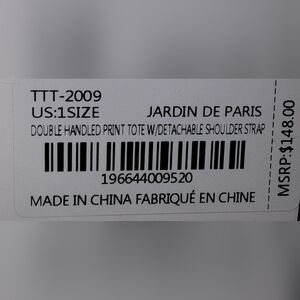 TTT-2009
US:1SIZE JARDIN DE PARIS
DOUBLE HANDLED PRINT TOTE W/DETACHABLE SHOULDER STRAP
196644009520
MADE IN CHINA FABRIQUÉ EN CHINE
MSRP:$148.00